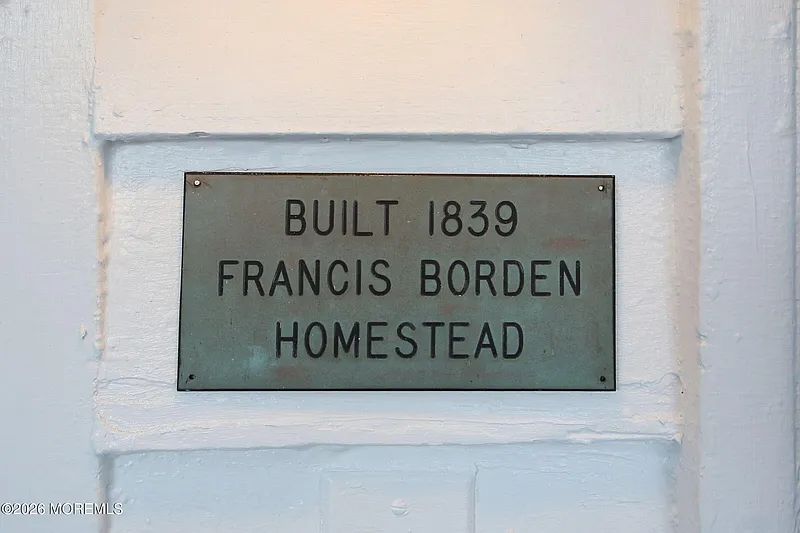 BUILT 1839
FRANCIS BORDEN
HOMESTEAD
©2026 MOREMLS